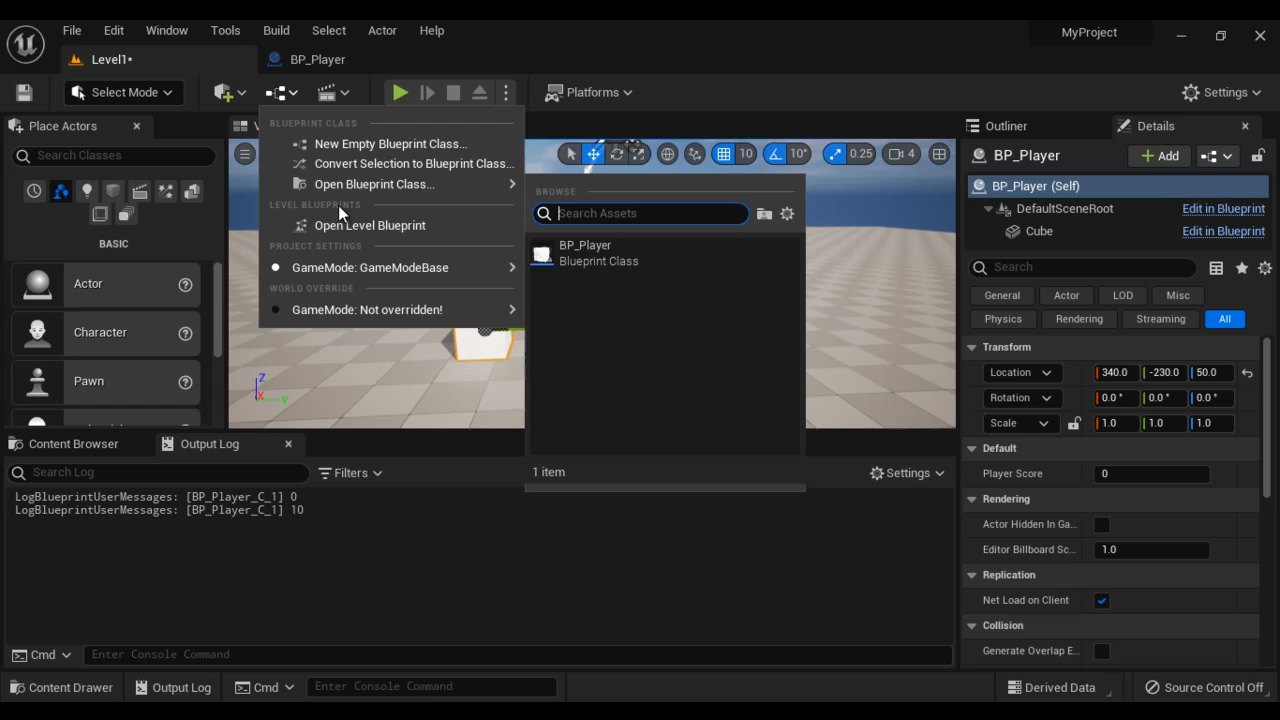 File Edit Window Tools Build Select Actor Help
MyProject
Level1*
BP_Player
Select Mode
Platforms
Settings
Place Actors
Search Classes
BASIC
Actor
Character
Pawn
BLUEPRINT CLASS
New Empty Blueprint Class...
Convert Selection to Blueprint Class...
Open Blueprint Class...
LEVEL BLUEPRINTS
Open Level Blueprint
PROJECT SETTINGS
GameMode: GameModeBase
WORLD OVERRIDE
GameMode: Not overridden!
10
10°
0.25
4
BROWSE
Search Assets
BP_Player
Blueprint Class
1 item
Z
X
Y
Outliner
Details
BP_Player
Add
BP_Player (Self)
DefaultSceneRoot Edit in Blueprint
Cube Edit in Blueprint
Search
General Actor LOD Misc
Physics Rendering Streaming All
Transform
Location 340.0 -230.0 50.0
Rotation 0.0° 0.0° 0.0°
Scale 1.0 1.0 1.0
Default
Player Score 0
Rendering
Actor Hidden In Ga...
Editor Billboard Sc... 1.0
Replication
Net Load on Client
Collision
Generate Overlap E...
Content Browser
Output Log
Search Log
Filters
Settings
LogBlueprintUserMessages: [BP_Player_C_1] 0
LogBlueprintUserMessages: [BP_Player_C_1] 10
Cmd
Enter Console Command
Content Drawer
Output Log
Cmd
Enter Console Command
Derived Data
Source Control Off